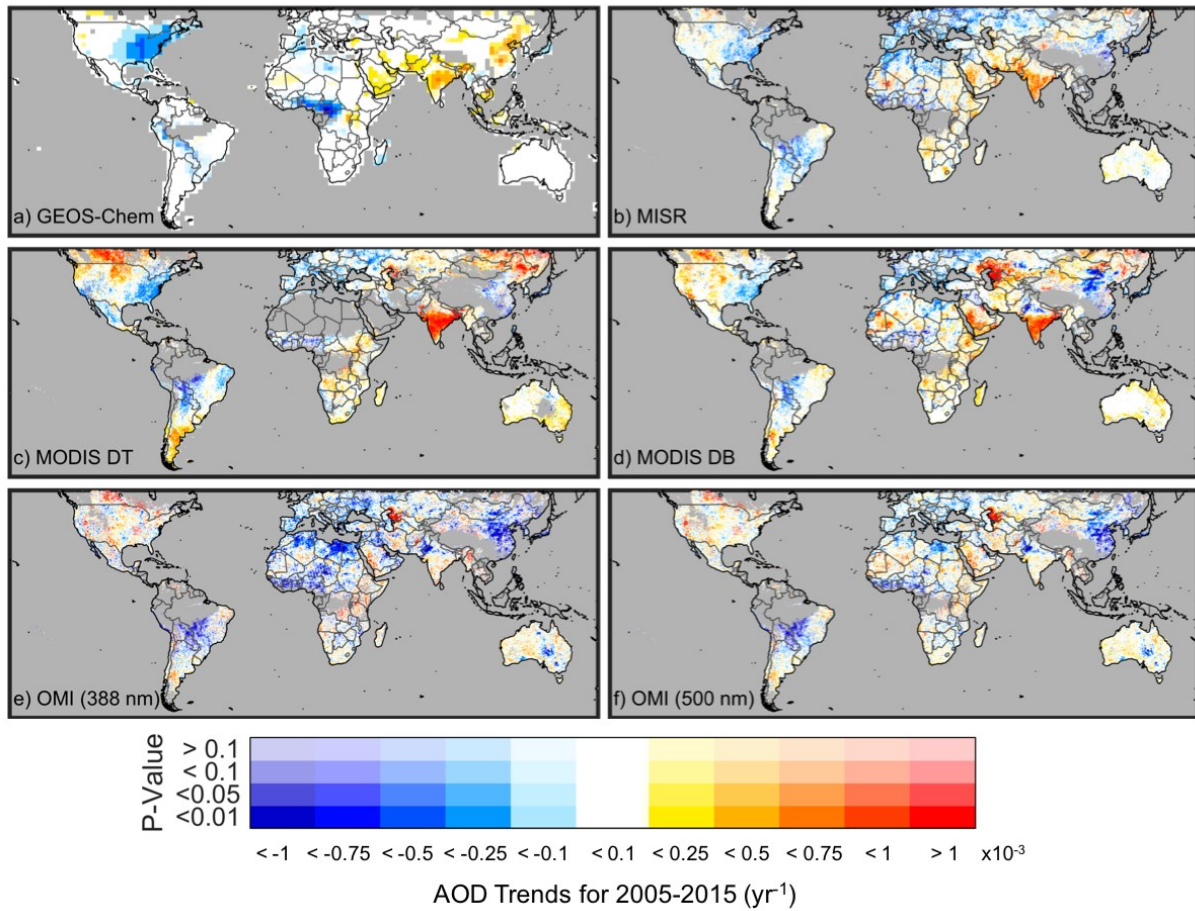 a) GEOS-Chem
b) MISR
c) MODIS DT
d) MODIS DB
e) OMI (388 nm)
f) OMI (500 nm)
P-Value
> 0.1
< 0.1
<0.05
<0.01
< -1 < -0.75 < -0.5 < -0.25 < -0.1 < 0.1 < 0.25 < 0.5 < 0.75 < 1 > 1 x10⁻³
AOD Trends for 2005-2015 (yr⁻¹)